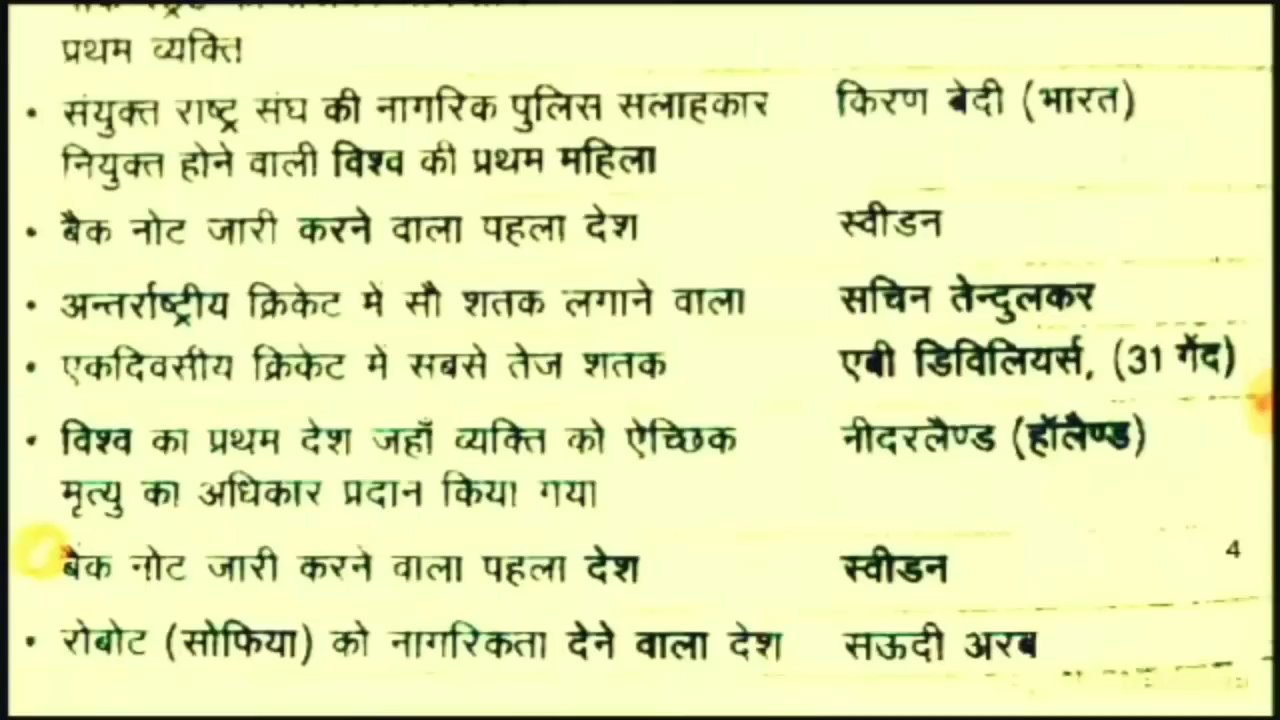 प्रथम व्यक्ति
• संयुक्त राष्ट्र संघ की नागरिक पुलिस सलाहकार किरण बेदी (भारत)
नियुक्त होने वाली विश्व की प्रथम महिला
• बैंक नोट जारी करने वाला पहला देश स्वीडन
• अन्तर्राष्ट्रीय क्रिकेट में सौ शतक लगाने वाला सचिन तेन्दुलकर
• एकदिवसीय क्रिकेट में सबसे तेज शतक एबी डिविलियर्स, (31 गेंद)
• विश्व का प्रथम देश जहाँ व्यक्ति को ऐच्छिक नीदरलैण्ड (हॉलैण्ड)
मृत्यु का अधिकार प्रदान किया गया
बैंक नोट जारी करने वाला पहला देश स्वीडन
4
• रोबोट (सोफिया) को नागरिकता देने वाला देश सऊदी अरब